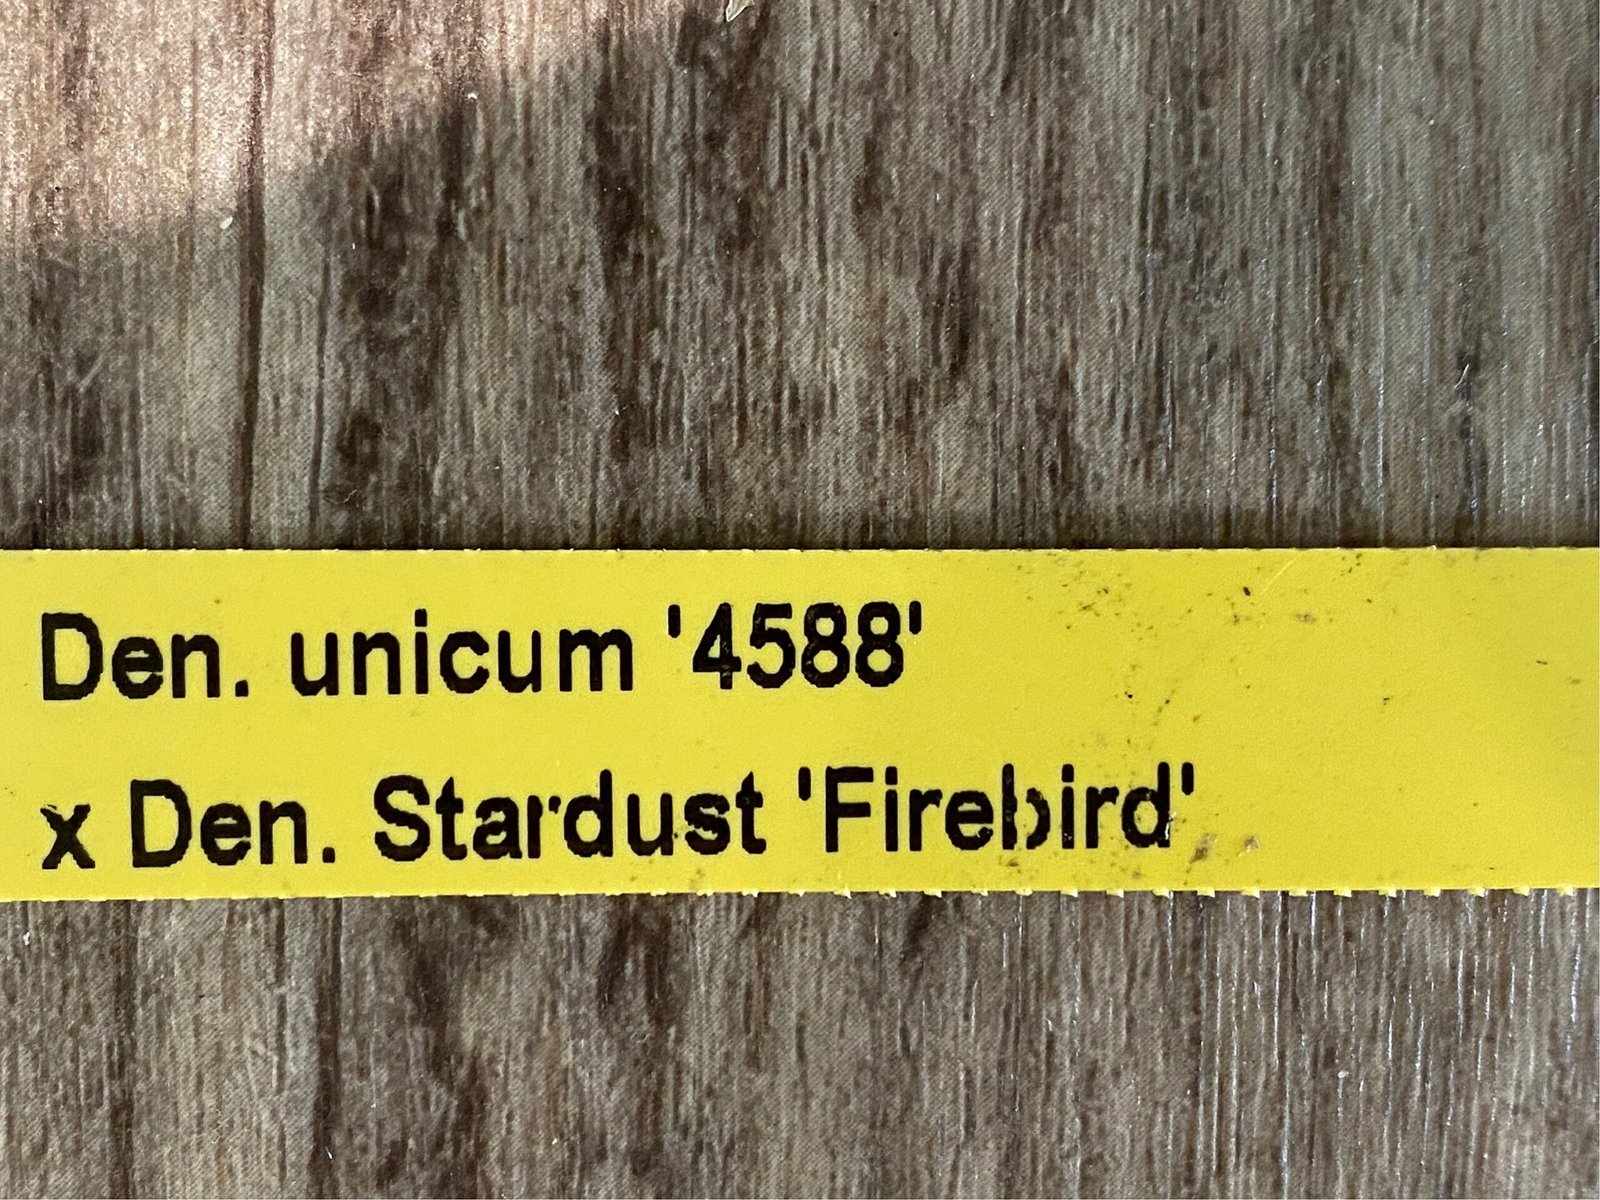 Den. unicum '4588'
x Den. Stardust 'Firebird'